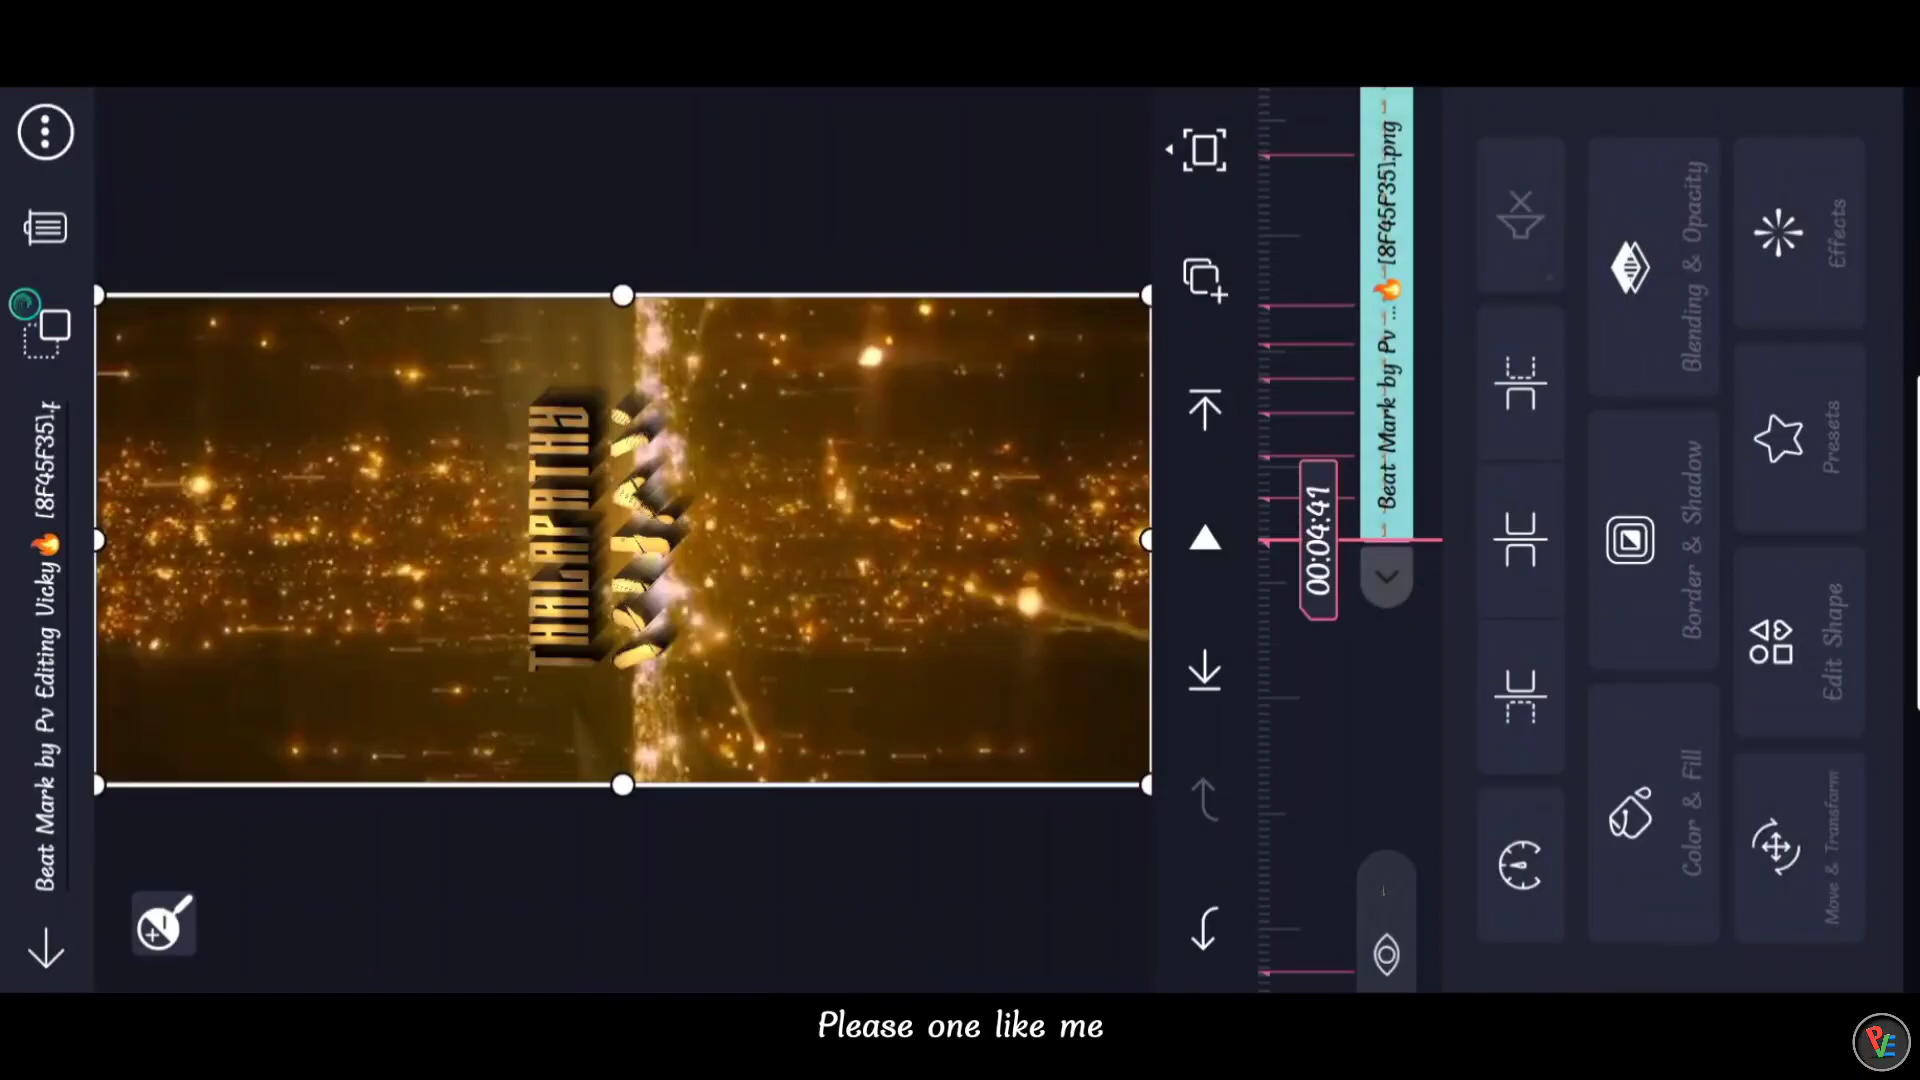 Beat Mark by Pv Editing Vicky🔥 [8F45F35].p
THALAPATHY
00:04:41
Beat Mark by Pv ...🔥 [8F45F35].png
Blending & Opacity
Border & Shadow
Color & Fill
Effects
Presets
Edit Shape
Move & Transform
Please one like me
PVE